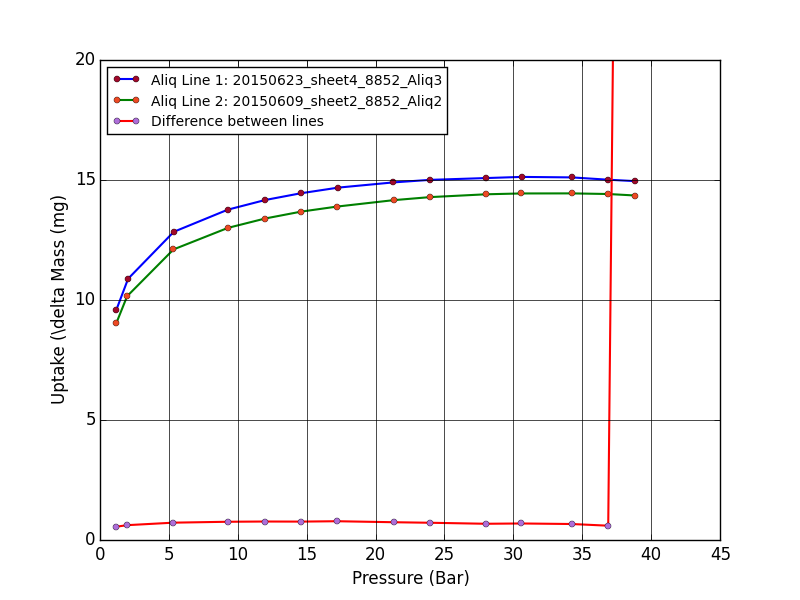 20
15
10
5
0
Uptake (\delta Mass (mg)
Aliq Line 1: 20150623_sheet4_8852_Aliq3
Aliq Line 2: 20150609_sheet2_8852_Aliq2
Difference between lines
0 5 10 15 20 25 30 35 40 45
Pressure (Bar)